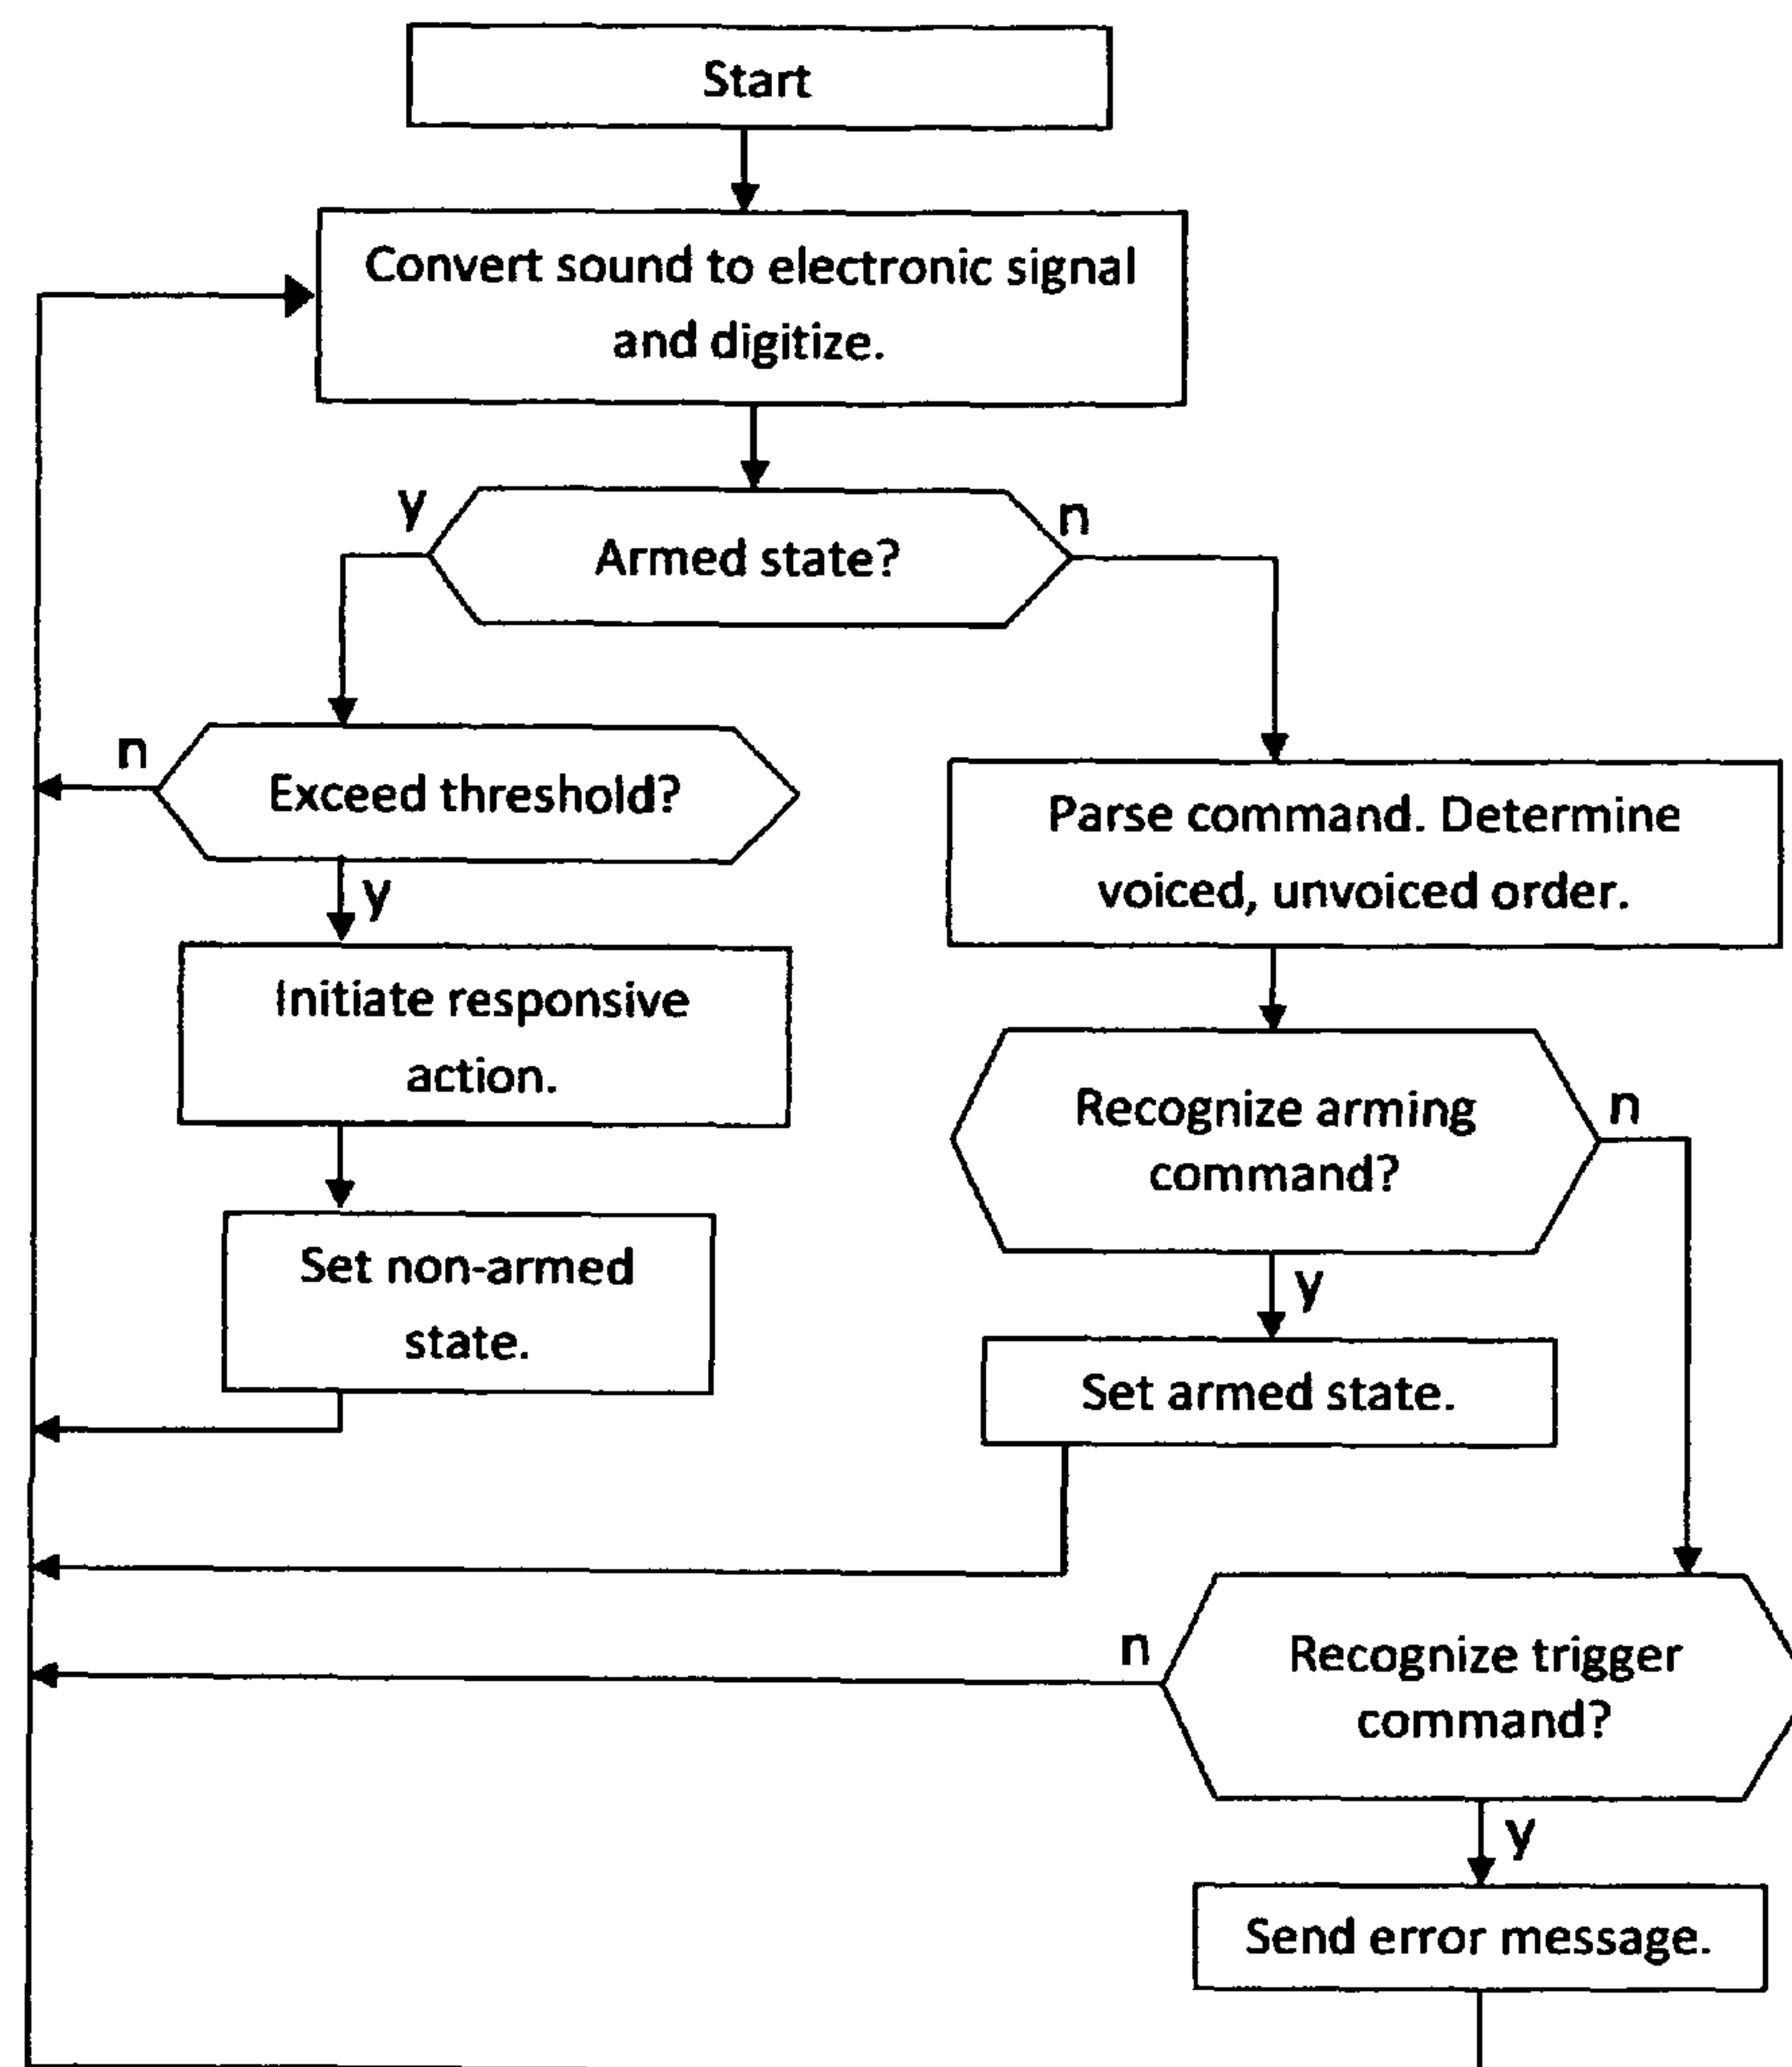 Start
Convert sound to electronic signal
and digitize.
y
n
Armed state?
n
Exceed threshold?
y
Parse command. Determine
voiced, unvoiced order.
Initiate responsive
action.
Recognize arming
command?
n
y
Set non-armed
state.
Set armed state.
n
Recognize trigger
command?
y
Send error message.